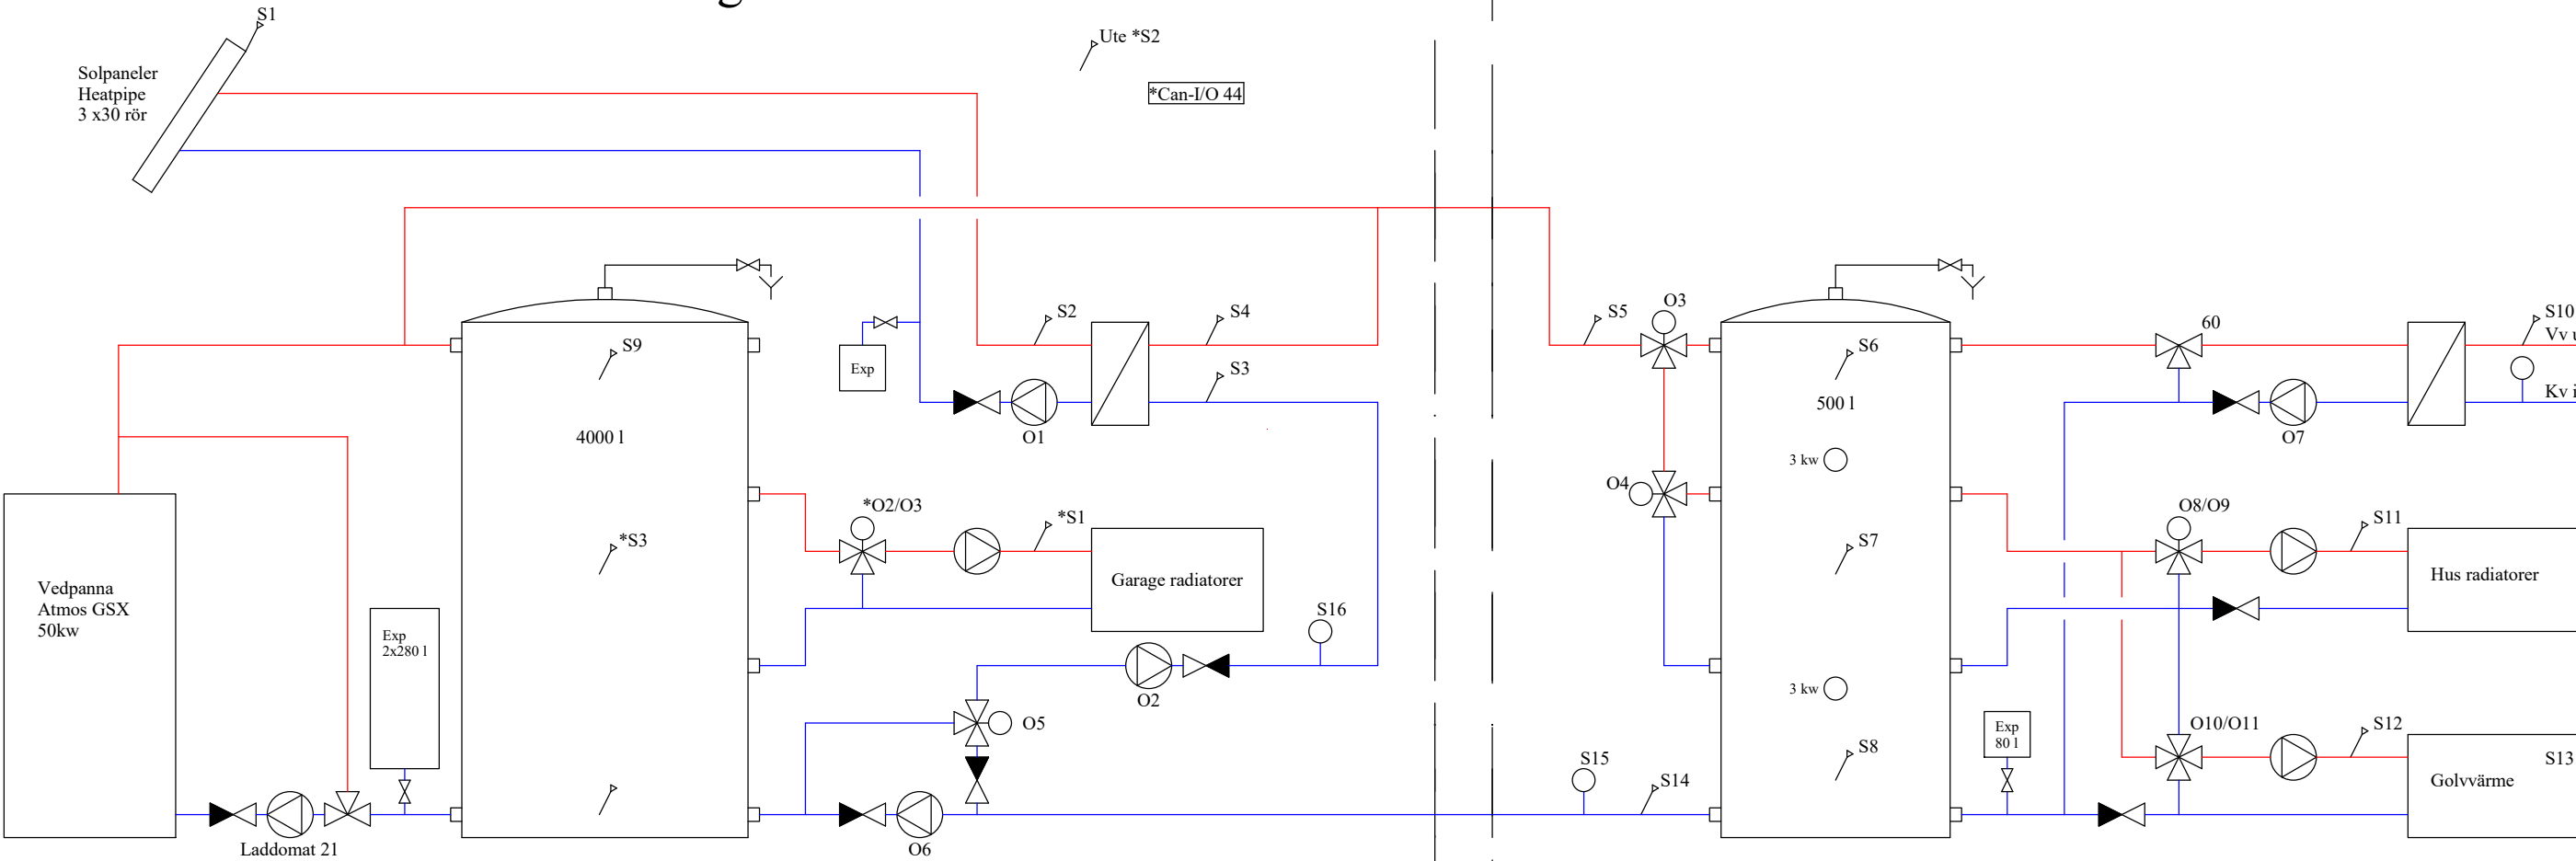 S1
Ute *S2
Solpaneler
Heatpipe
3 x30 rör
*Can-I/O 44
S2
S4
S5
O3
60
S10
S9
S6
Vv
S3
Exp
Kv
500 l
4000 l
O1
O7
3 kw
O4
*O2/O3
*S1
O8/O9
S11
*S3
S7
Garage radiatorer
Hus radiatorer
Vedpanna
Atmos GSX
50kw
S16
Exp
2x280 l
3 kw
O2
O5
O10/O11
S12
Exp
80 l
S8
S15
S14
S13
Golvvärme
Laddomat 21
O6